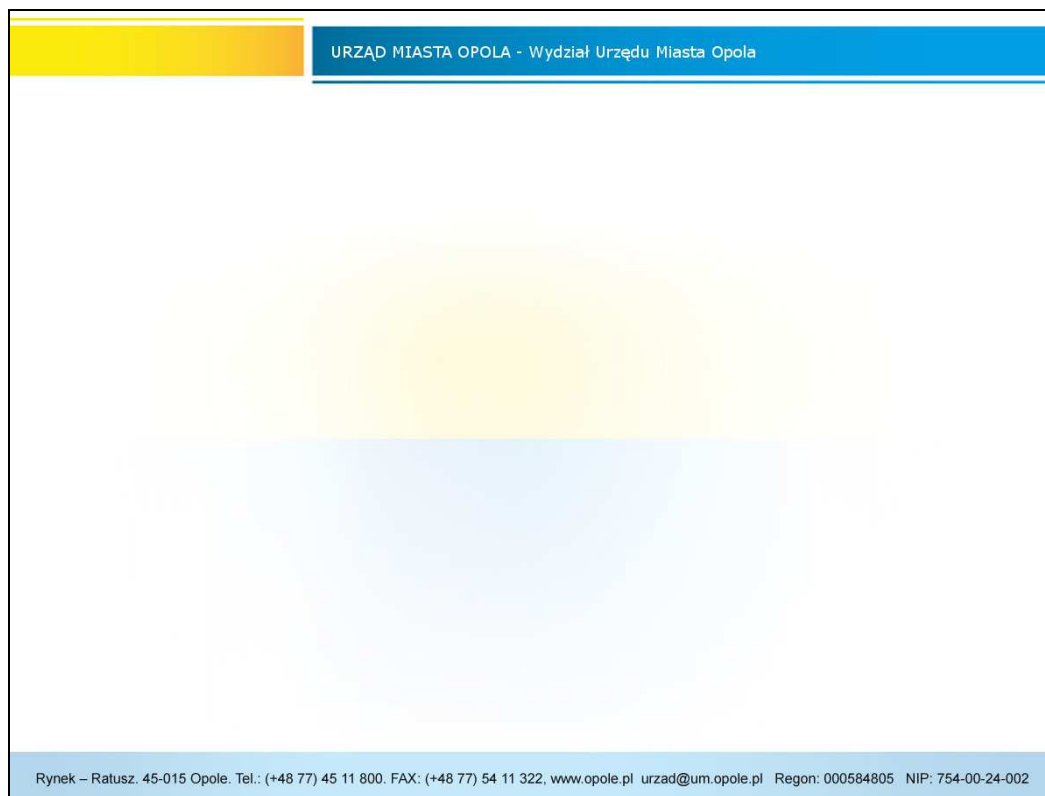 URZĄD MIASTA OPOLA - Wydział Urzędu Miasta Opola
Rynek – Ratusz. 45-015 Opole. Tel.: (+48 77) 45 11 800. FAX: (+48 77) 54 11 322, www.opole.pl urzad@um.opole.pl Regon: 000584805 NIP: 754-00-24-002